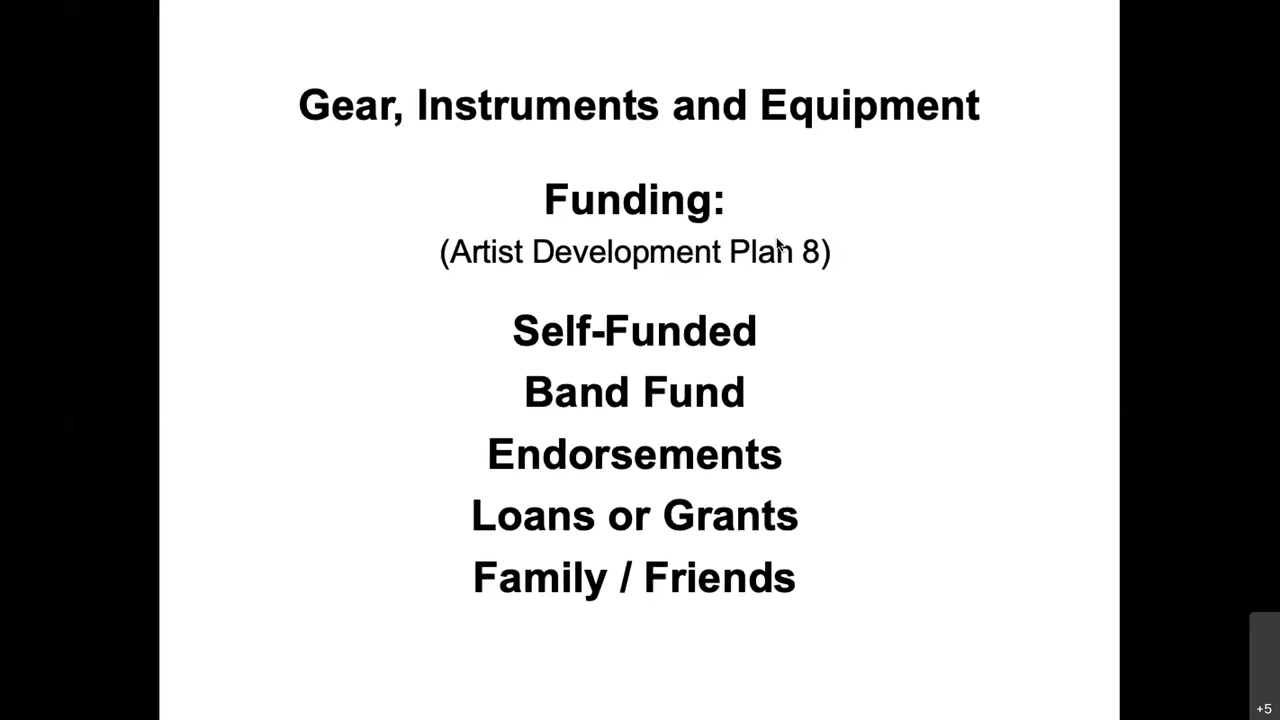 Gear, Instruments and Equipment
Funding:
(Artist Development Plan 8)
Self-Funded
Band Fund
Endorsements
Loans or Grants
Family / Friends
+5